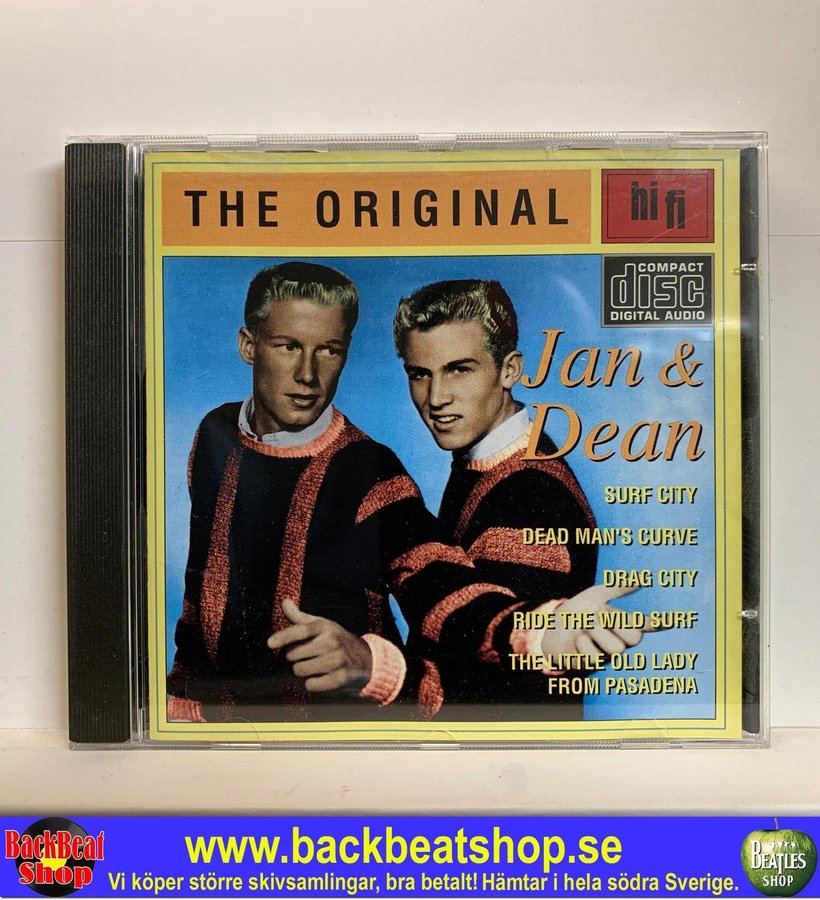 THE ORIGINAL
hi fi
COMPACT
disc
DIGITAL AUDIO
Jan &
Dean
SURF CITY
DEAD MAN'S CURVE
DRAG CITY
RIDE THE WILD SURF
THE LITTLE OLD LADY
FROM PASADENA
BackBeat
Shop
www.backbeatshop.se
Vi köper större skivsamlingar, bra betalt! Hämtar i hela södra Sverige.
BEATLES
SHOP